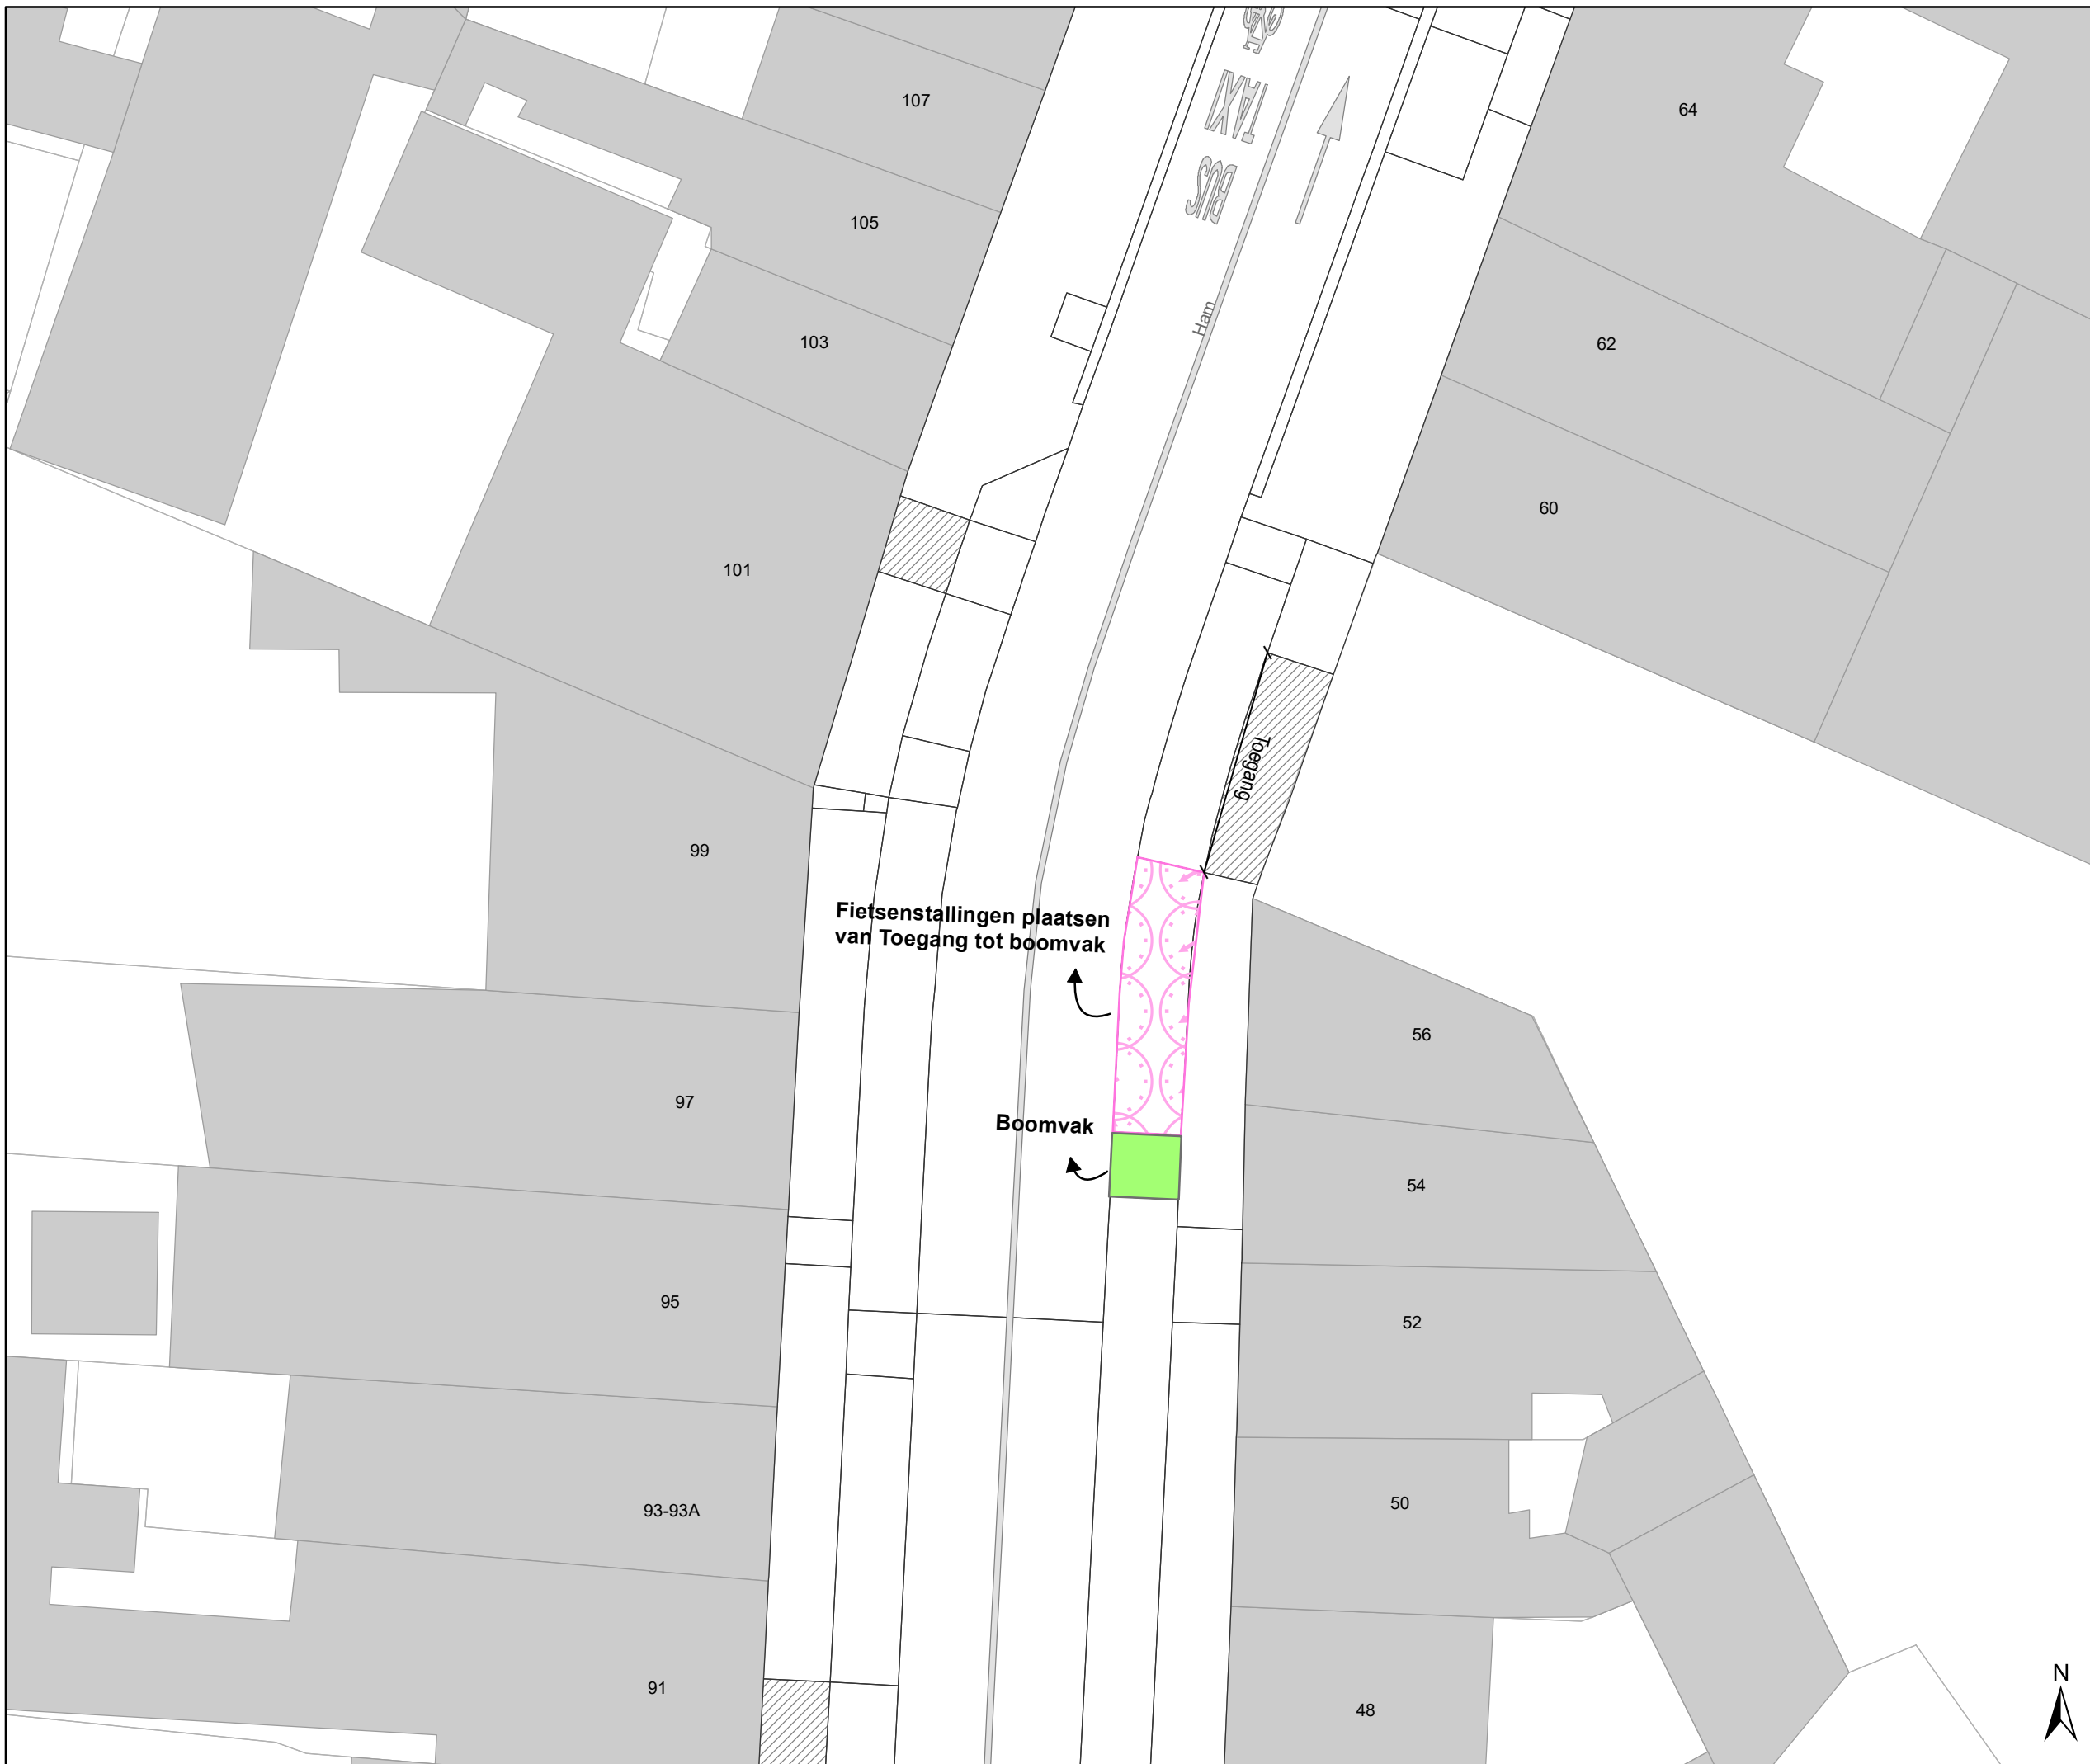 107
64
TAXI
105
BUS
Ham
103
62
60
101
Toegang
99
Fietsenstallingen plaatsen
van Toegang tot boomvak
56
97
Boomvak
54
95
52
93-93A
50
91
48
N